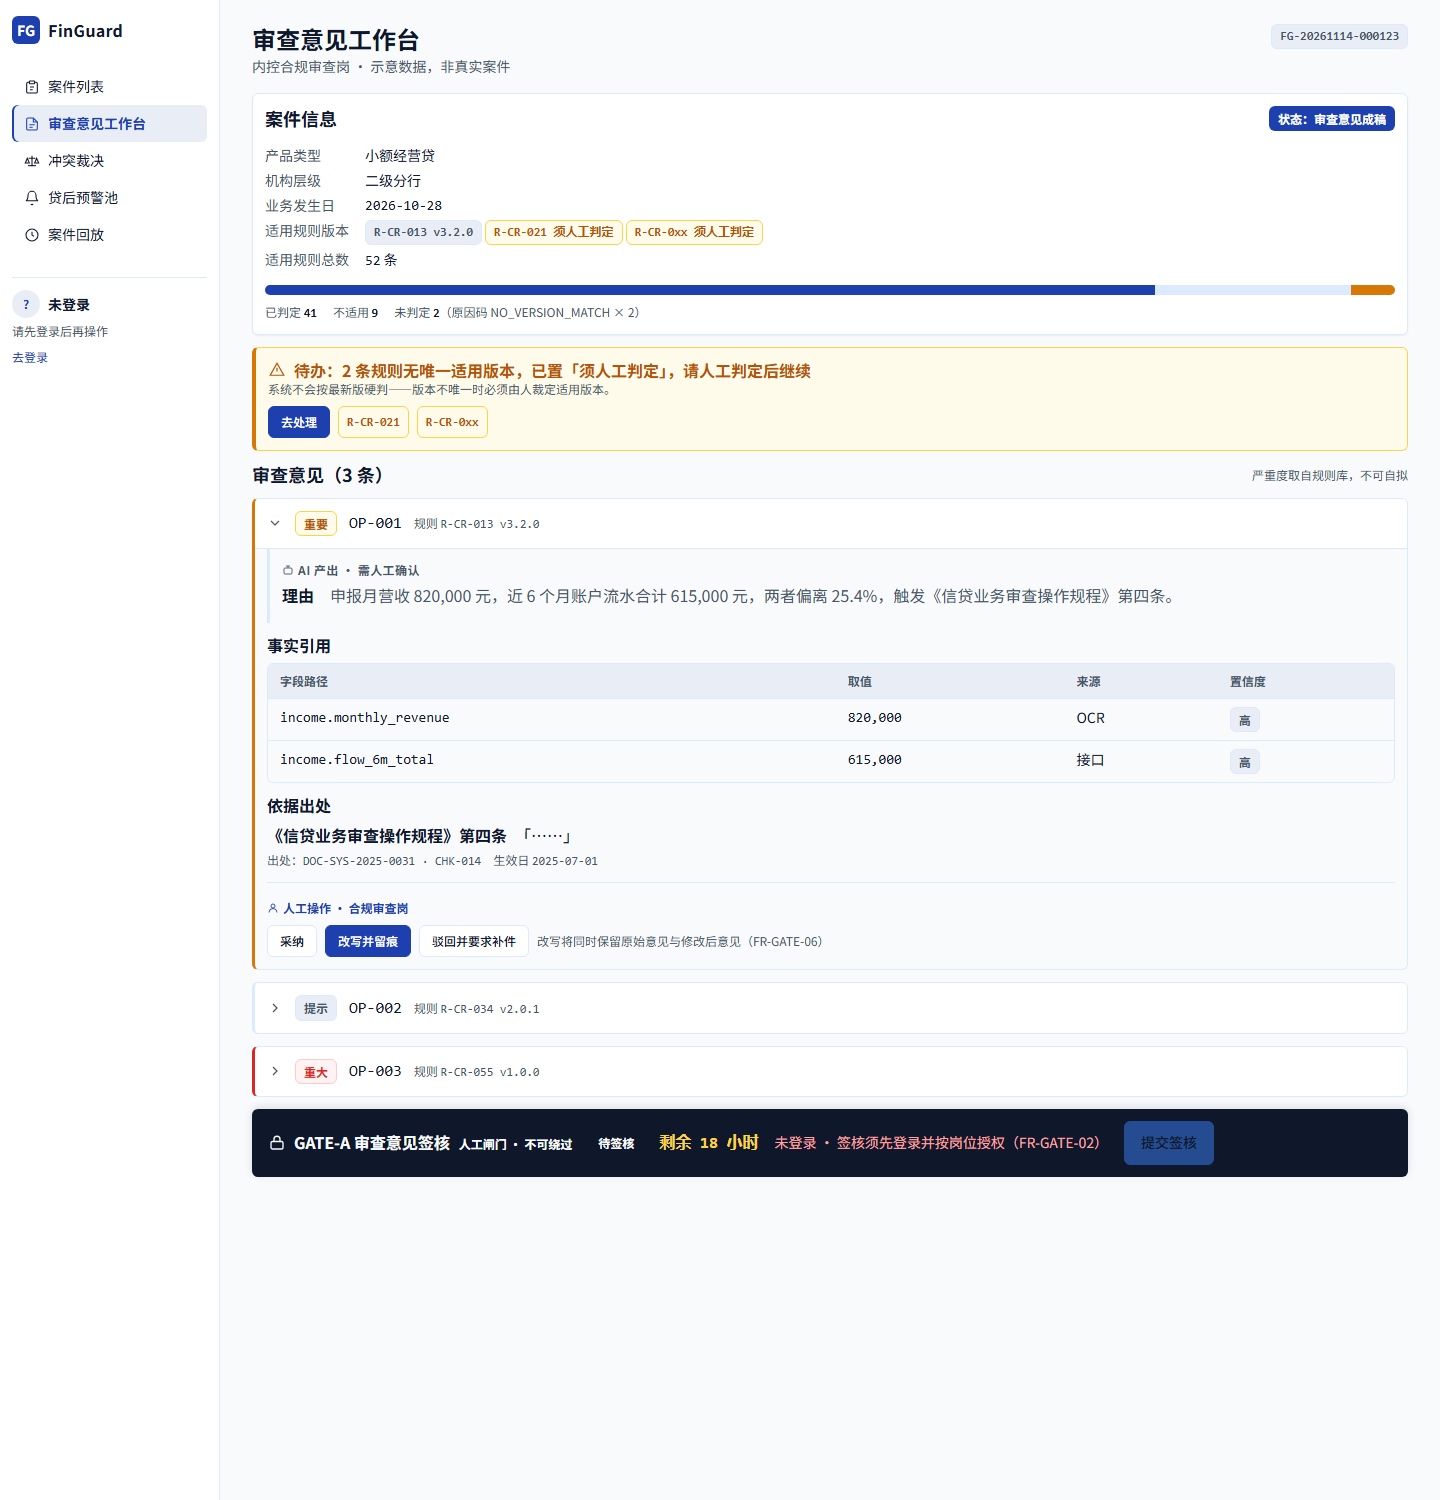 FG FinGuard
案件列表
审查意见工作台
冲突裁决
贷后预警池
案件回放
? 未登录
请先登录后再操作
去登录
审查意见工作台
FG-20261114-000123
内控合规审查岗 · 示意数据，非真实案件
案件信息
状态：审查意见成稿
产品类型 小额经营贷
机构层级 二级分行
业务发生日 2026-10-28
适用规则版本 R-CR-013 v3.2.0 R-CR-021 须人工判定 R-CR-0xx 须人工判定
适用规则总数 52 条
已判定 41 不适用 9 未判定 2（原因码 NO_VERSION_MATCH × 2）
待办：2 条规则无唯一适用版本，已置「须人工判定」，请人工判定后继续
系统不会按最新版硬判——版本不唯一时必须由人裁定适用版本。
去处理 R-CR-021 R-CR-0xx
审查意见（3 条）
严重度取自规则库，不可自拟
重要 OP-001 规则 R-CR-013 v3.2.0
AI 产出 · 需人工确认
理由 申报月营收 820,000 元，近 6 个月账户流水合计 615,000 元，两者偏离 25.4%，触发《信贷业务审查操作规程》第四条。
事实引用
字段路径 取值 来源 置信度
income.monthly_revenue 820,000 OCR 高
income.flow_6m_total 615,000 接口 高
依据出处
《信贷业务审查操作规程》第四条 「……」
出处：DOC-SYS-2025-0031 · CHK-014 生效日 2025-07-01
人工操作 · 合规审查岗
采纳 改写并留痕 驳回并要求补件 改写将同时保留原始意见与修改后意见（FR-GATE-06）
提示 OP-002 规则 R-CR-034 v2.0.1
重大 OP-003 规则 R-CR-055 v1.0.0
GATE-A 审查意见签核 人工闸门 · 不可绕过 待签核 剩余 18 小时 未登录 · 签核须先登录并按岗位授权（FR-GATE-02） 提交签核